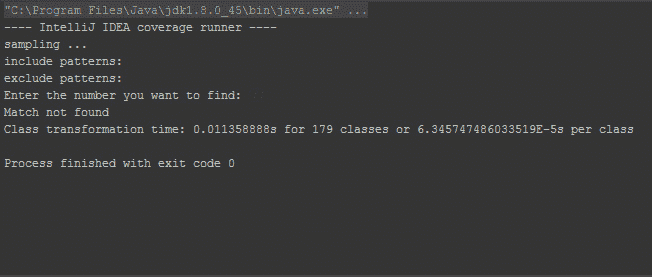 "C:\Program Files\Java\jdk1.8.0_45\bin\java.exe" ...
---- IntelliJ IDEA coverage runner ----
sampling ...
include patterns:
exclude patterns:
Enter the number you want to find:
Match not found
Class transformation time: 0.011358888s for 179 classes or 6.345747486033519E-5s per class
Process finished with exit code 0